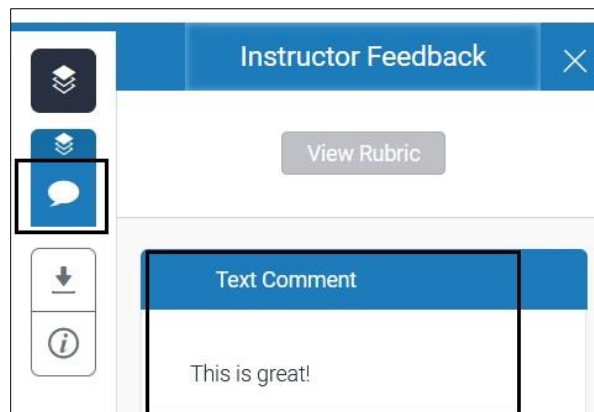 Instructor Feedback
View Rubric
Text Comment
This is great!